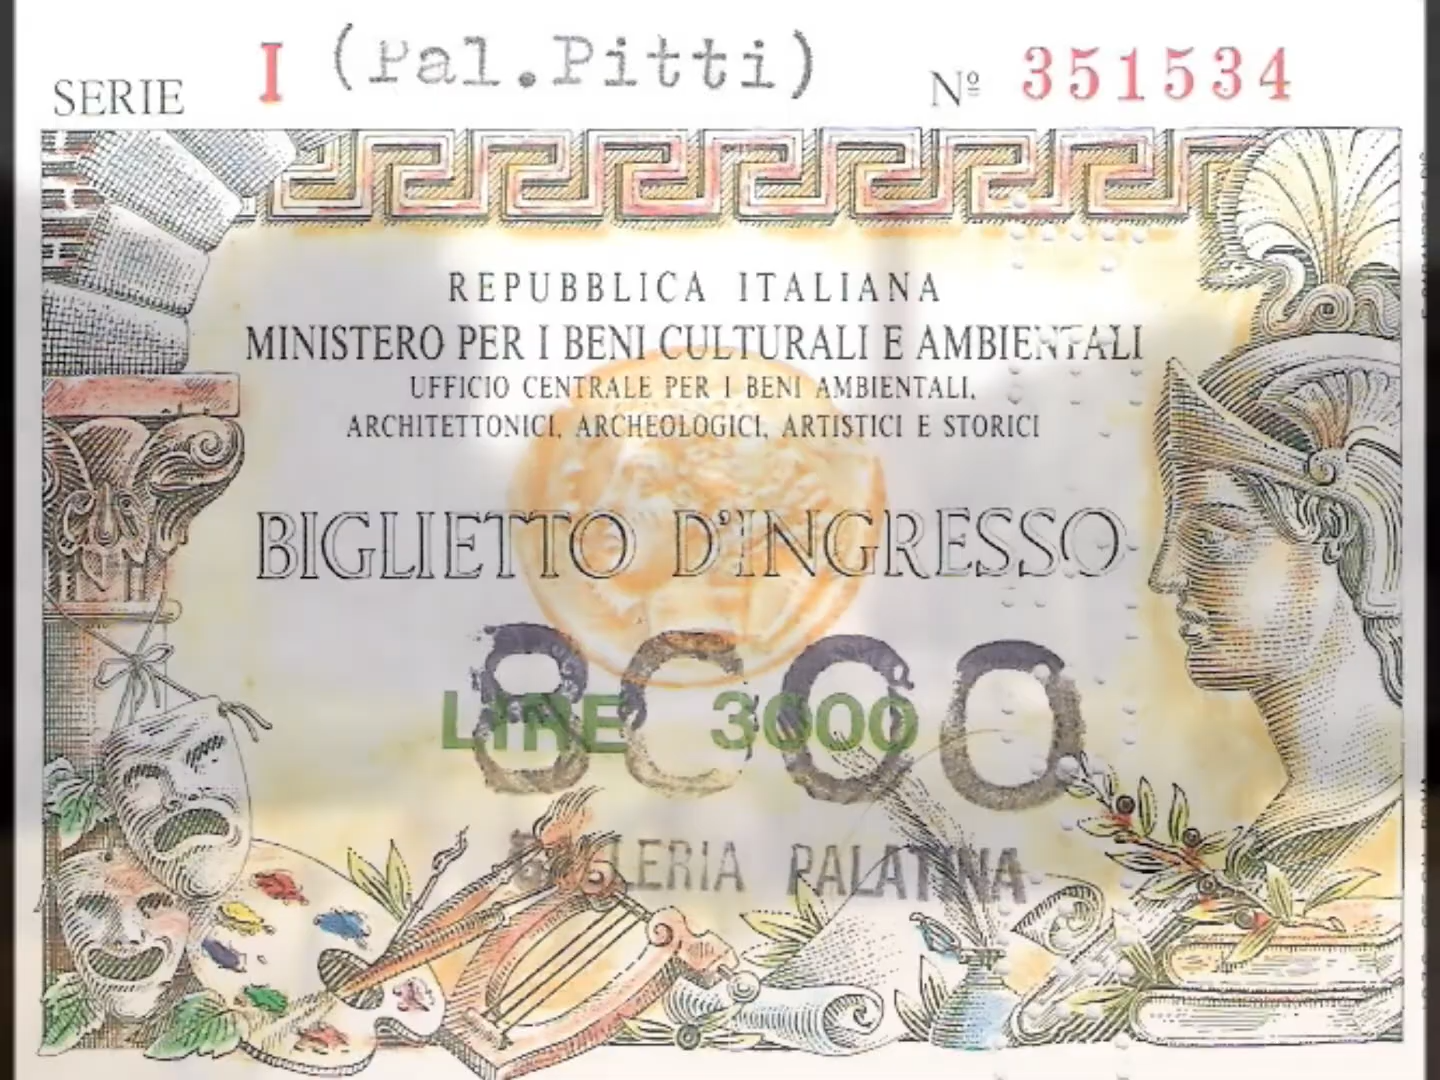 SERIE I (Pal.Pitti) Nº 351534
REPUBBLICA ITALIANA
MINISTERO PER I BENI CULTURALI E AMBIENTALI
UFFICIO CENTRALE PER I BENI AMBIENTALI,
ARCHITETTONICI, ARCHEOLOGICI, ARTISTICI E STORICI
BIGLIETTO D'INGRESSO
8000
LIRE 3000
GALLERIA PALATINA